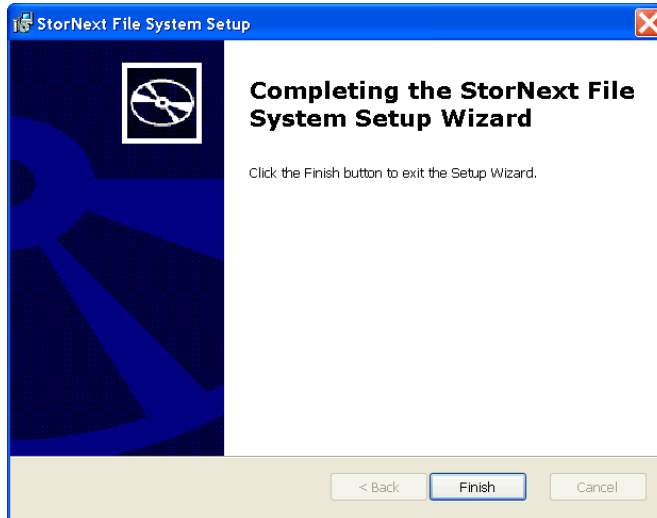 StorNext File System Setup
Completing the StorNext File
System Setup Wizard
Click the Finish button to exit the Setup Wizard.
< Back
Finish
Cancel